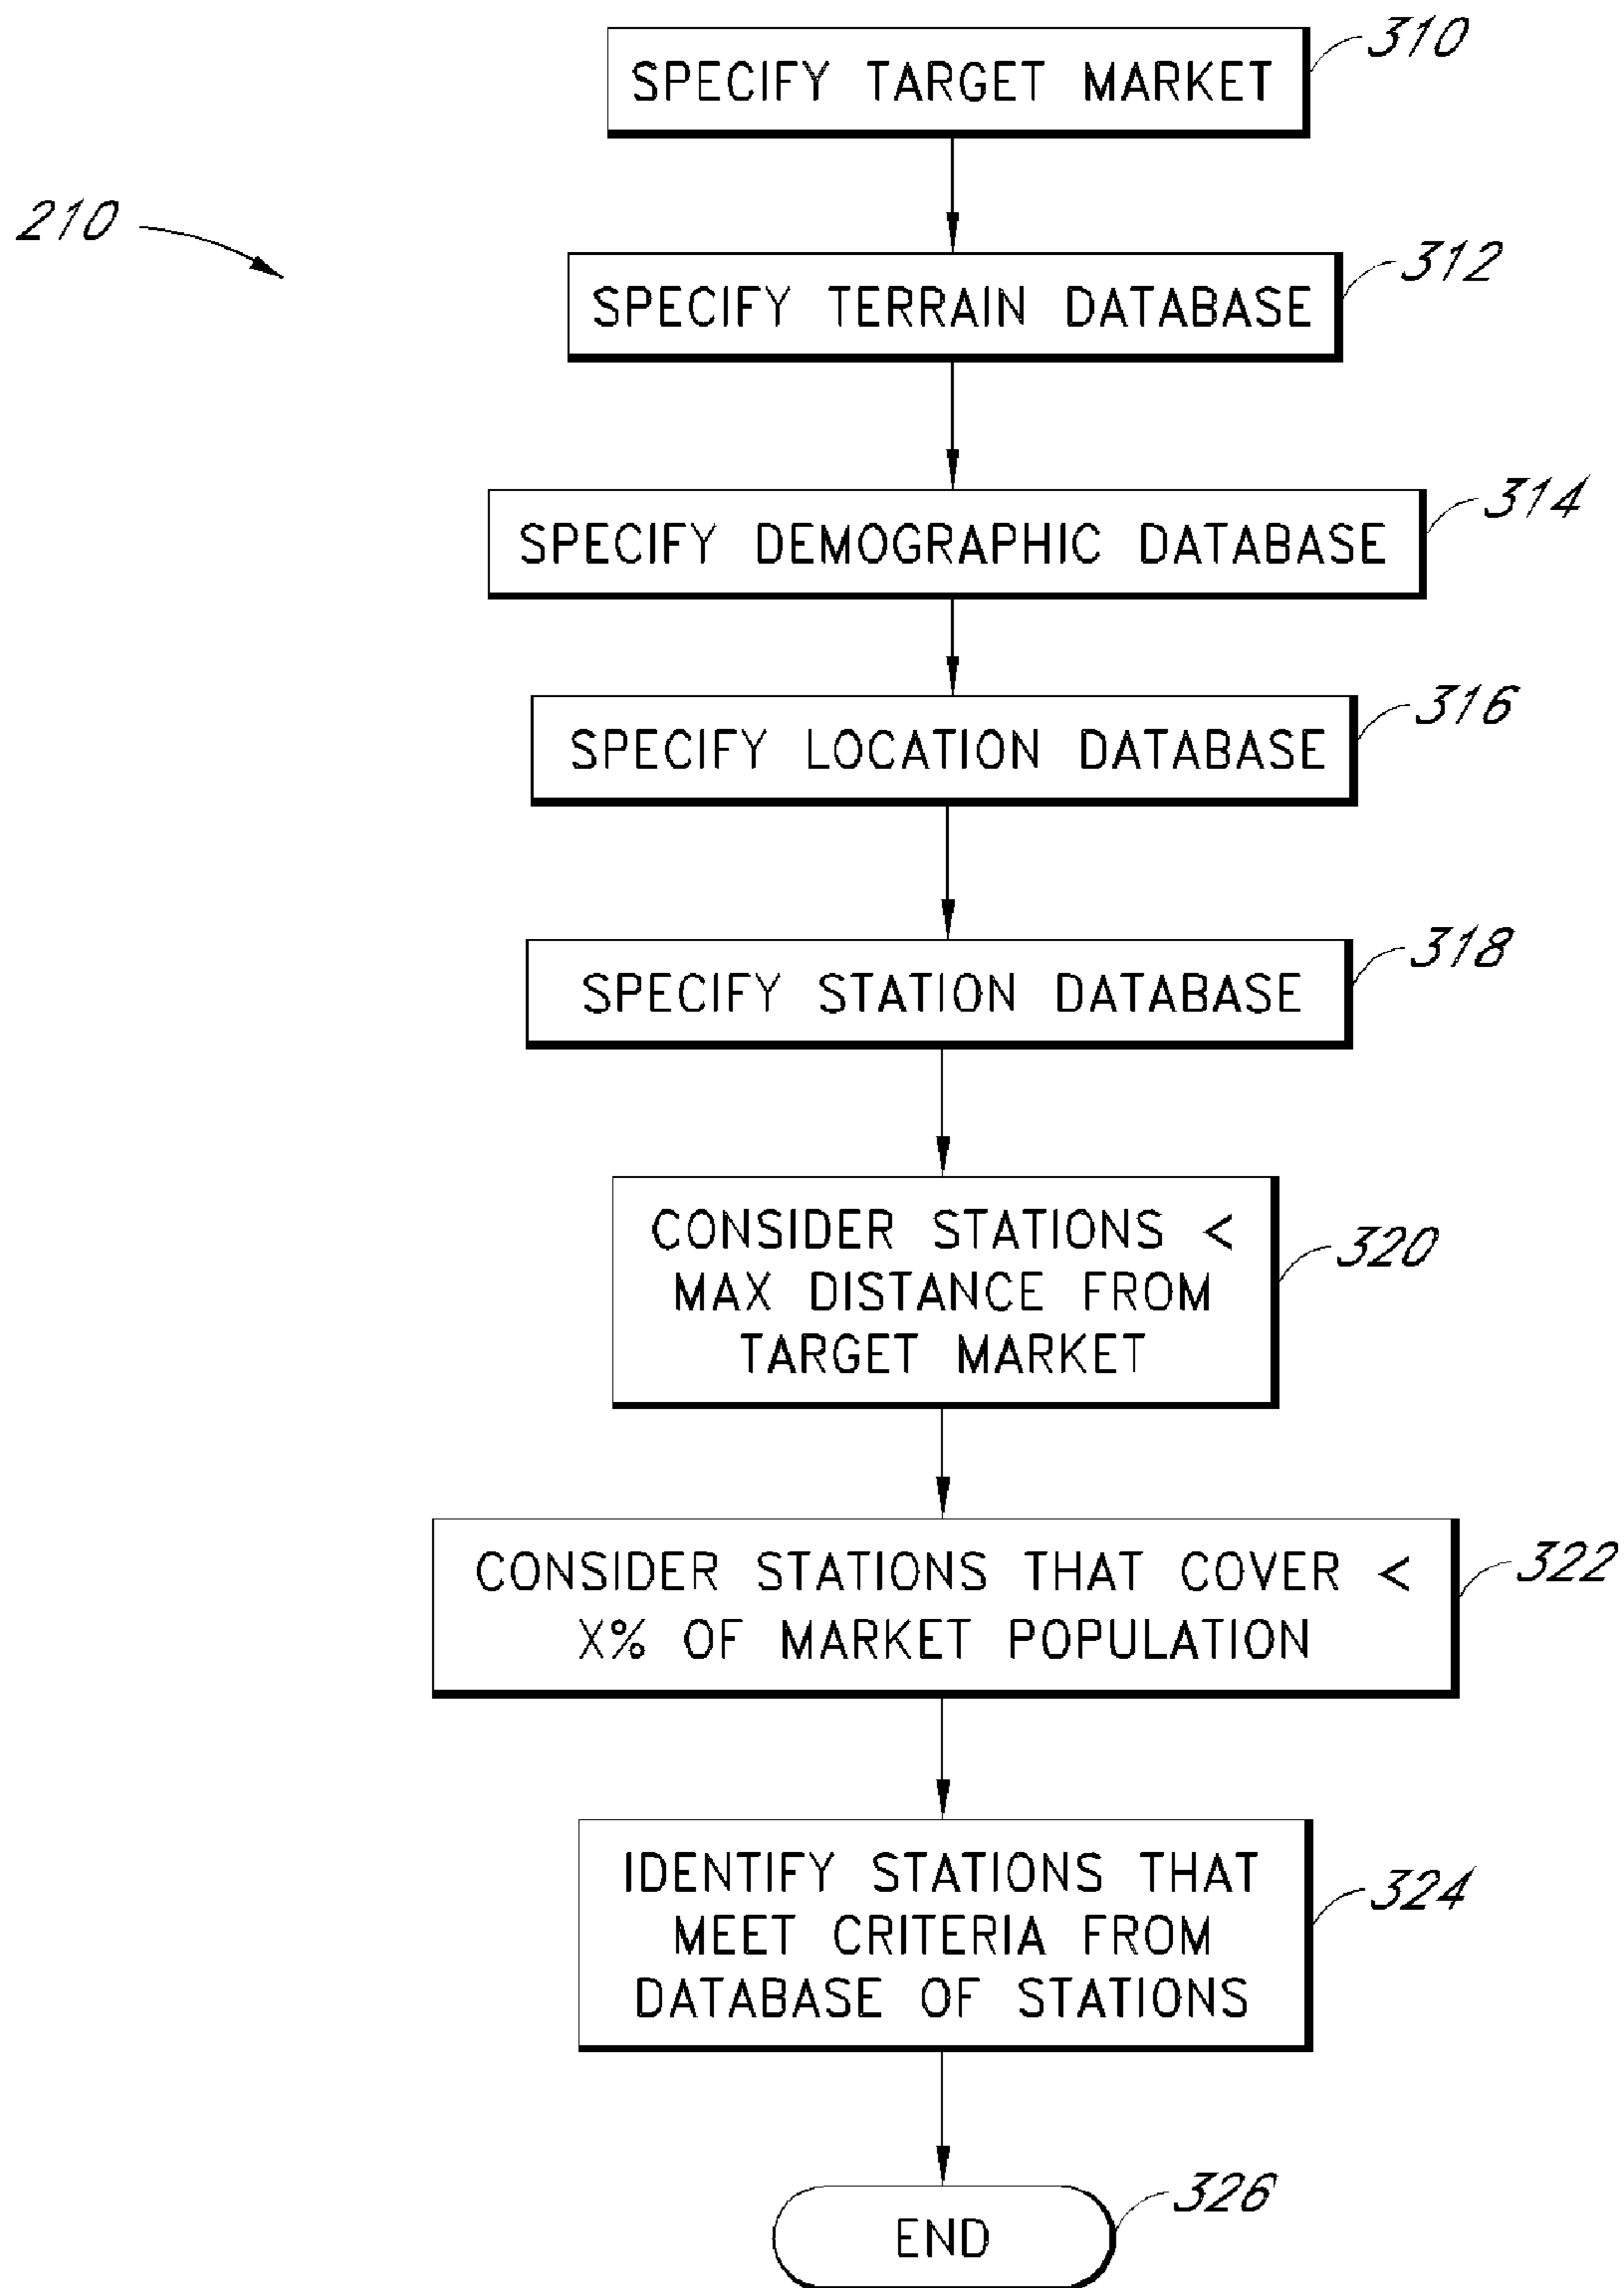 310
SPECIFY TARGET MARKET
210
312
SPECIFY TERRAIN DATABASE
314
SPECIFY DEMOGRAPHIC DATABASE
316
SPECIFY LOCATION DATABASE
318
SPECIFY STATION DATABASE
CONSIDER STATIONS <
MAX DISTANCE FROM
TARGET MARKET
320
CONSIDER STATIONS THAT COVER <
X% OF MARKET POPULATION
322
IDENTIFY STATIONS THAT
MEET CRITERIA FROM
DATABASE OF STATIONS
324
326
END